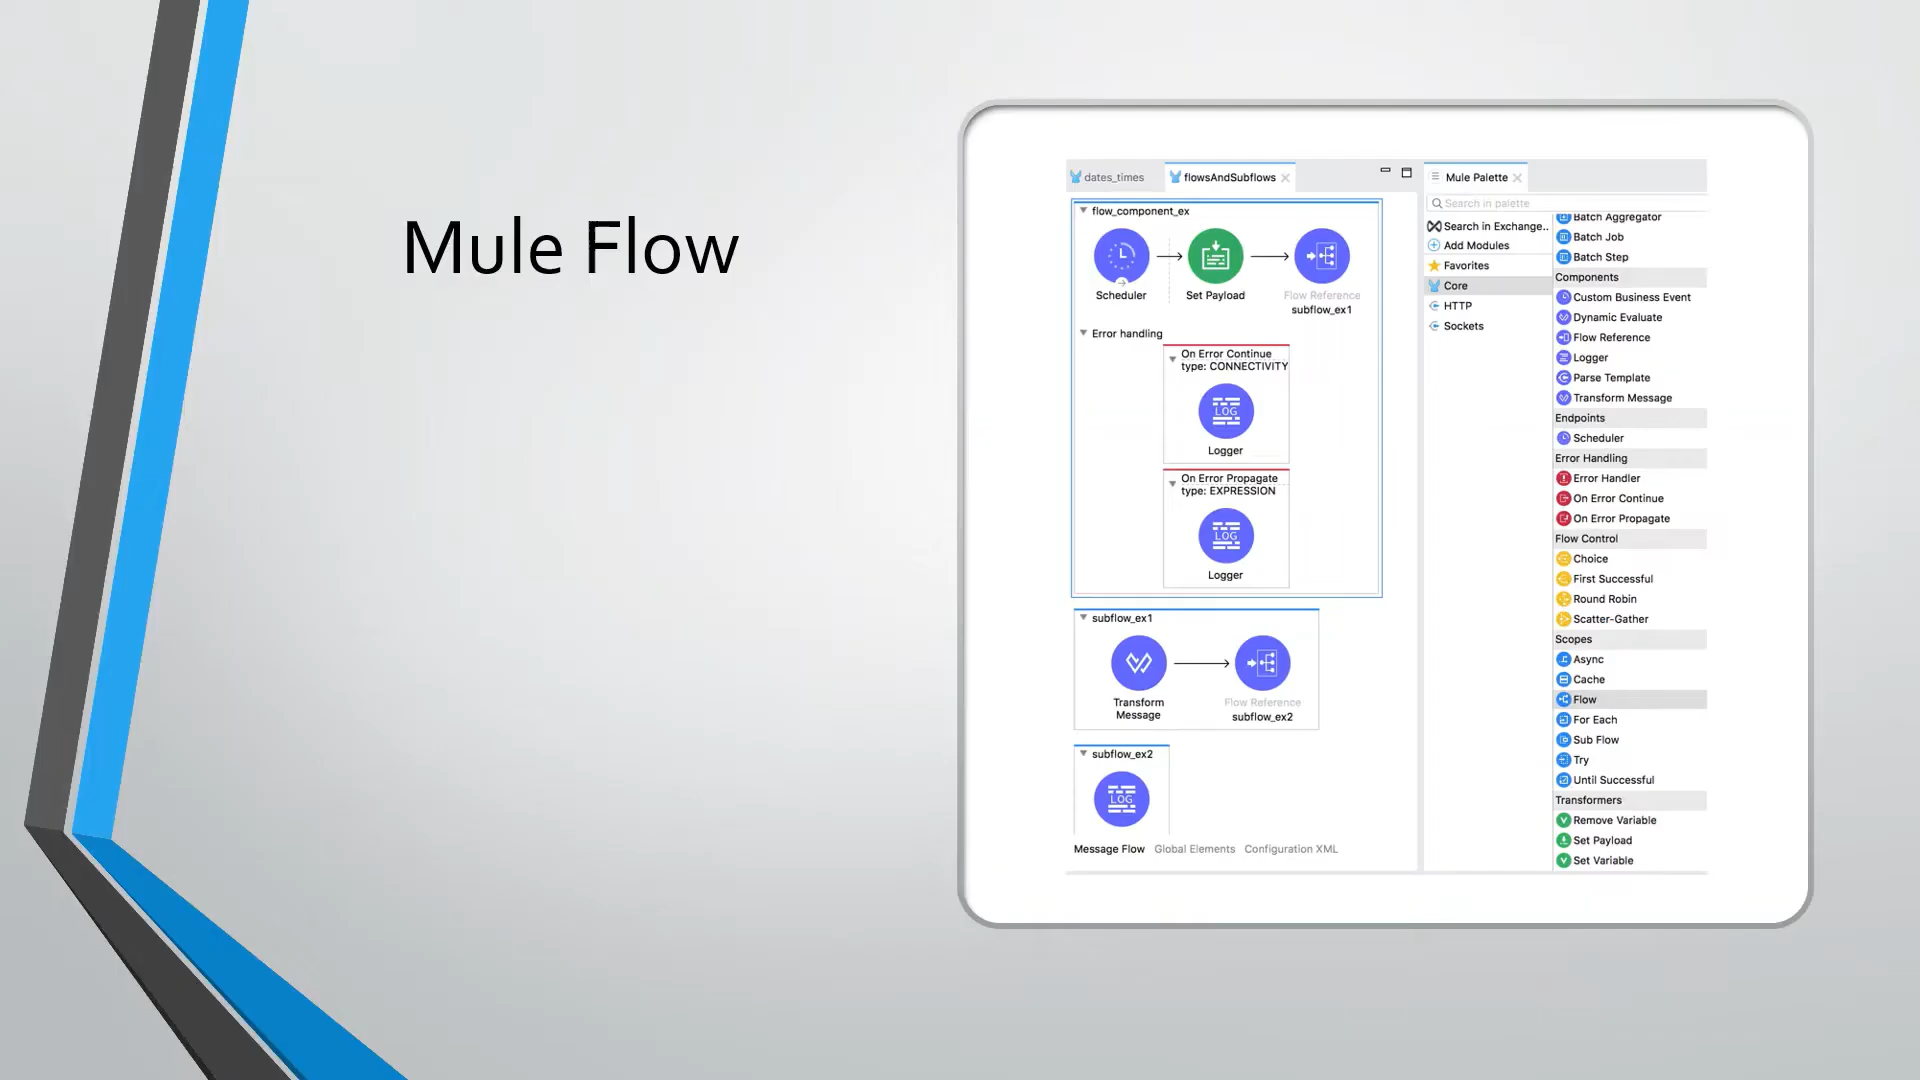 Mule Flow
dates_times
flowsAndSubflows
Mule Palette
flow_component_ex
Scheduler
Set Payload
Flow Reference
subflow_ex1
Error handling
On Error Continue
type: CONNECTIVITY
LOG
Logger
On Error Propagate
type: EXPRESSION
LOG
Logger
subflow_ex1
Transform
Message
Flow Reference
subflow_ex2
subflow_ex2
LOG
Message Flow
Global Elements
Configuration XML
Search in palette
Search in Exchange..
Add Modules
Favorites
Core
HTTP
Sockets
Batch Aggregator
Batch Job
Batch Step
Components
Custom Business Event
Dynamic Evaluate
Flow Reference
Logger
Parse Template
Transform Message
Endpoints
Scheduler
Error Handling
Error Handler
On Error Continue
On Error Propagate
Flow Control
Choice
First Successful
Round Robin
Scatter-Gather
Scopes
Async
Cache
Flow
For Each
Sub Flow
Try
Until Successful
Transformers
Remove Variable
Set Payload
Set Variable